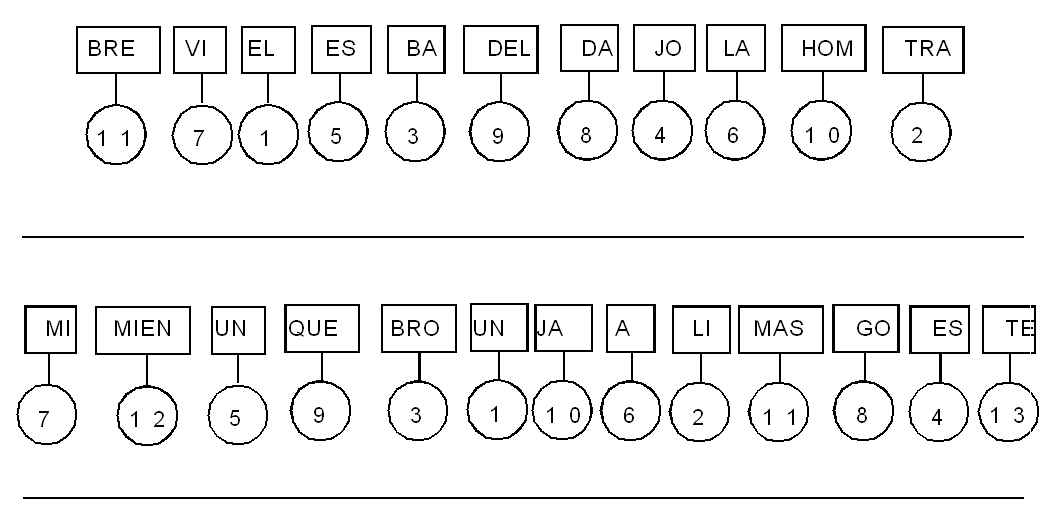 BRE VI EL ES BA DEL DA JO LA HOM TRA
11 7 1 5 3 9 8 4 6 10 2
MI MIEN UN QUE BRO UN JA A LI MAS GO ES TE
7 12 5 9 3 1 10 6 2 11 8 4 13